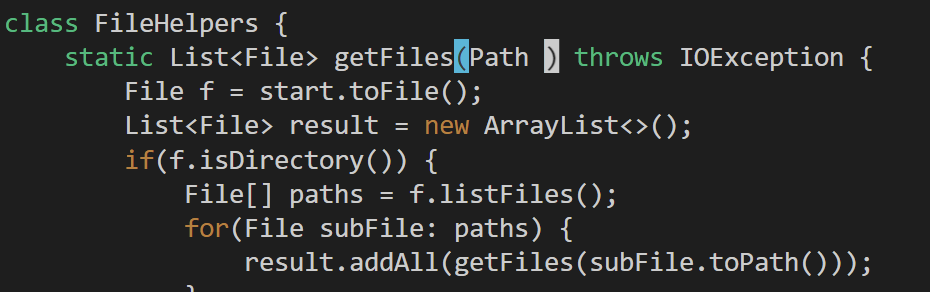 class FileHelpers {
    static List<File> getFiles(Path ) throws IOException {
        File f = start.toFile();
        List<File> result = new ArrayList<>();
        if(f.isDirectory()) {
            File[] paths = f.listFiles();
            for(File subFile: paths) {
                result.addAll(getFiles(subFile.toPath()));
            }